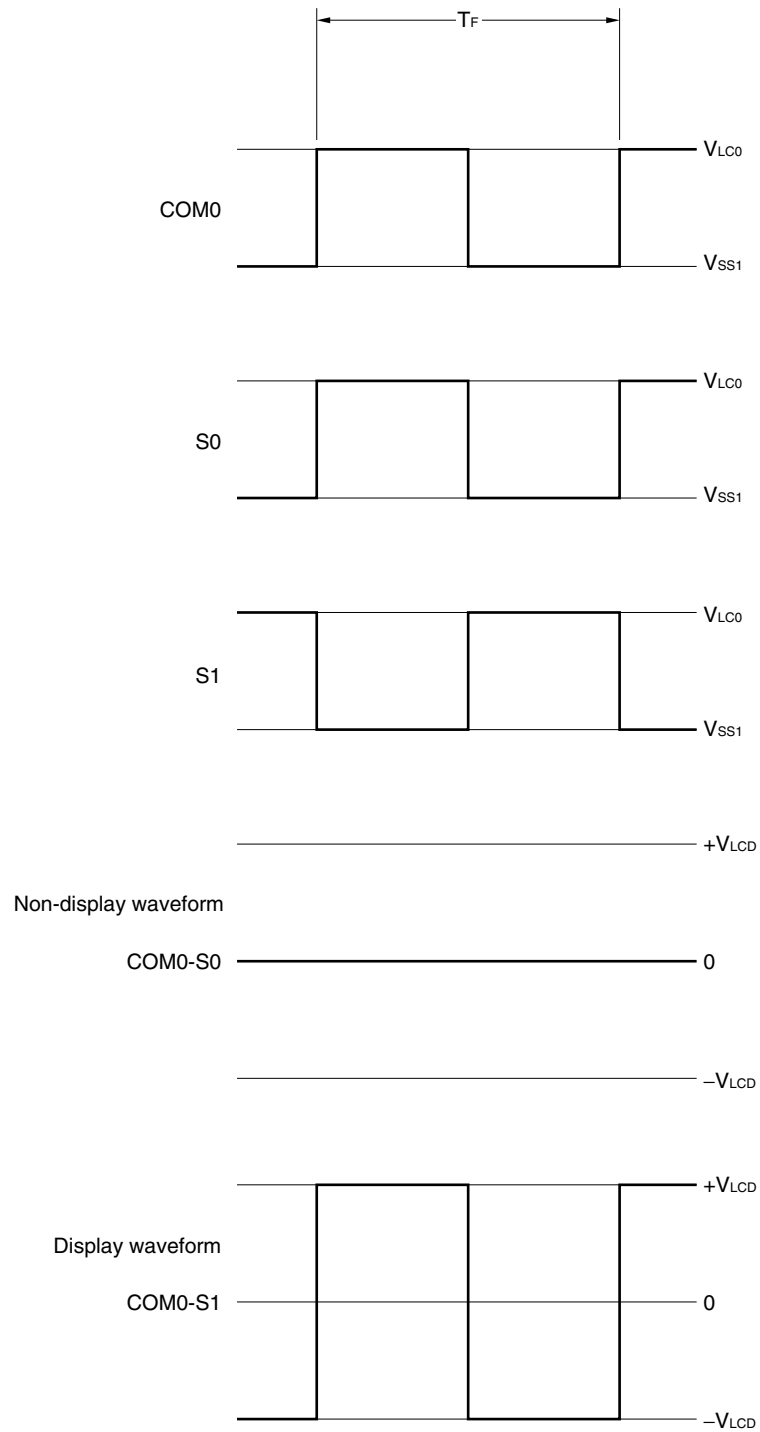 TF
VLC0
COM0
VSS1
VLC0
S0
VSS1
VLC0
S1
VSS1
+VLCD
Non-display waveform
COM0-S0
0
–VLCD
+VLCD
Display waveform
COM0-S1
0
–VLCD